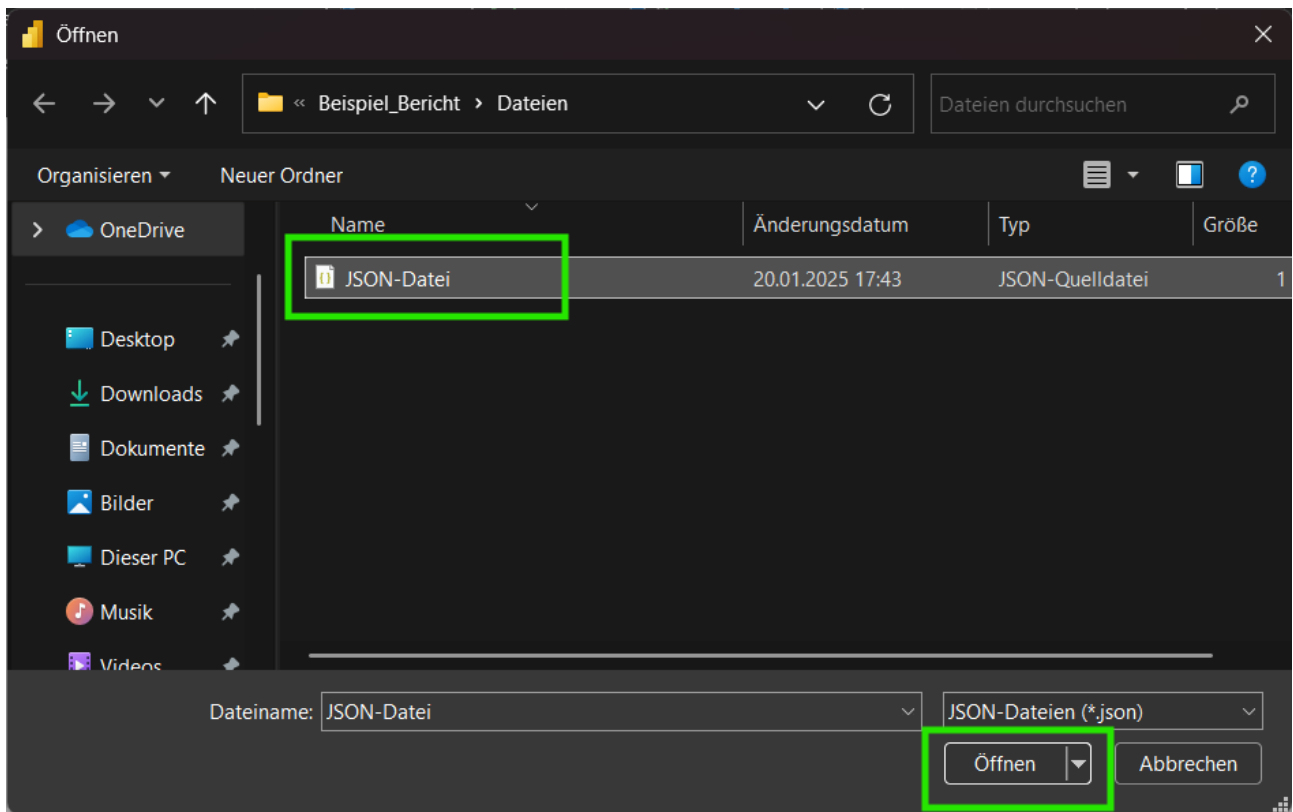 Öffnen
« Beispiel_Bericht > Dateien
Dateien durchsuchen
Organisieren
Neuer Ordner
?
OneDrive
Name
Änderungsdatum
Typ
Größe
JSON-Datei
20.01.2025 17:43
JSON-Quelldatei
1
Desktop
Downloads
Dokumente
Bilder
Dieser PC
Musik
Videos
Dateiname: JSON-Datei
JSON-Dateien (*.json)
Öffnen
Abbrechen